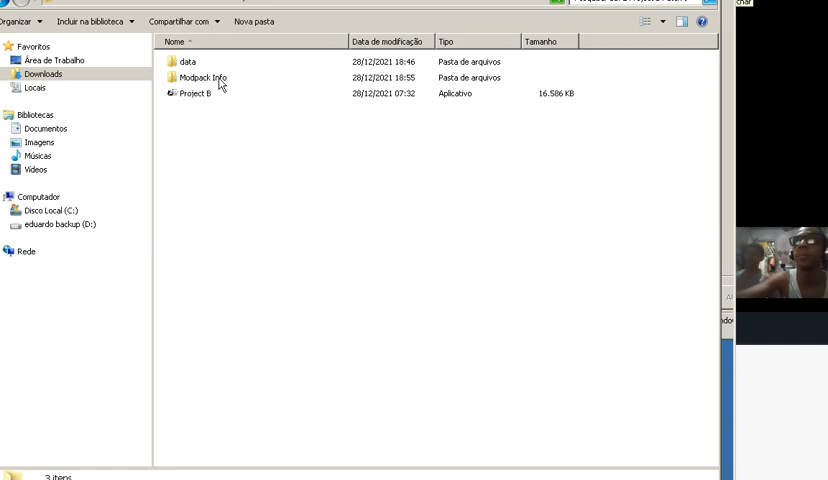 char
Organizar Incluir na biblioteca Compartilhar com Nova pasta
Nome Data de modificação Tipo Tamanho
Favoritos
Área de Trabalho
Downloads
Locais
Bibliotecas
Documentos
Imagens
Músicas
Vídeos
Computador
Disco Local (C:)
eduardo backup (D:)
Rede
data 28/12/2021 18:46 Pasta de arquivos
Modpack Info 28/12/2021 18:55 Pasta de arquivos
Project B 28/12/2021 07:32 Aplicativo 16.586 KB
3 itens